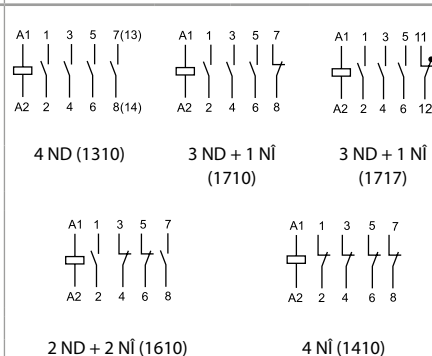 A1 1 3 5 7(13)
A2 2 4 6 8(14)
4 ND (1310)
A1 1 3 5 7
A2 2 4 6 8
3 ND + 1 NÎ
(1710)
A1 1 3 5 11
A2 2 4 6 12
3 ND + 1 NÎ
(1717)
A1 1 3 5 7
A2 2 4 6 8
2 ND + 2 NÎ (1610)
A1 1 3 5 7
A2 2 4 6 8
4 NÎ (1410)